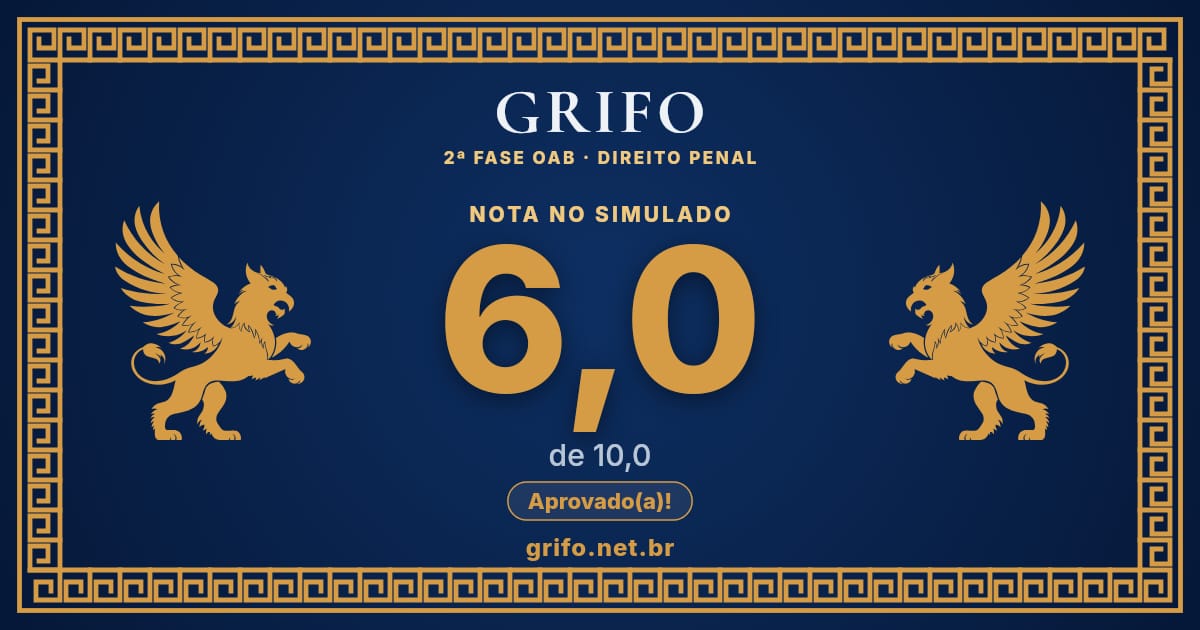 GRIFO
2ª FASE OAB · DIREITO PENAL
NOTA NO SIMULADO
6,0
de 10,0
Aprovado(a)!
grifo.net.br